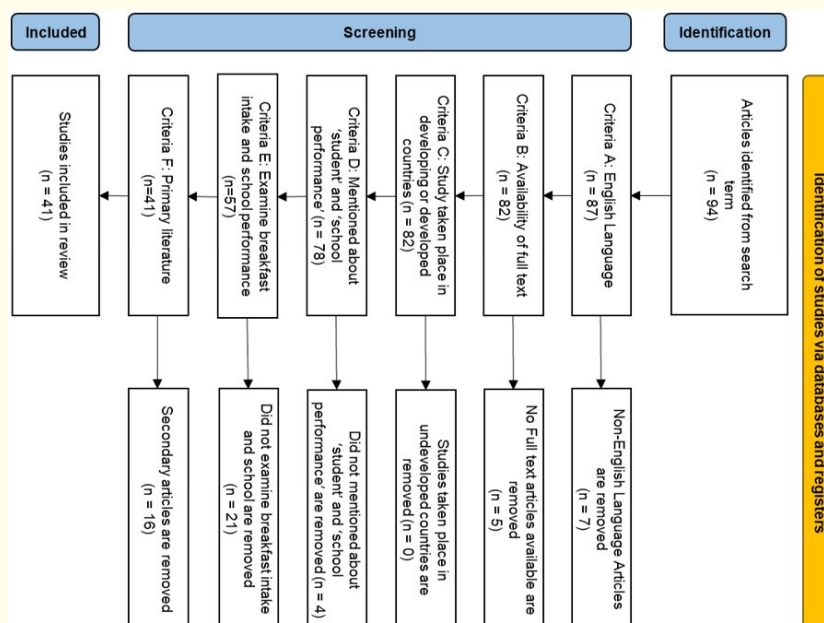 Identification of studies via databases and registers
Identification
Articles identified from search
term
(n = 94)
Screening
Criteria A: English Language
(n = 87)
Non-English Language Articles
are removed
(n = 7)
Criteria B: Availability of full text
(n = 82)
No Full text articles available are
removed
(n = 5)
Criteria C: Study taken place in
developing or developed
countries (n = 82)
Studies taken place in
undeveloped countries are
removed (n = 0)
Criteria D: Mentioned about
‘student’ and ‘school
performance’ (n = 78)
Did not mentioned about
‘student’ and ‘school
performance’ are removed (n = 4)
Criteria E: Examine breakfast
intake and school performance
(n=57)
Did not examine breakfast intake
and school are removed
(n = 21)
Criteria F: Primary literature
(n=41)
Secondary articles are removed
(n = 16)
Included
Studies included in review
(n = 41)